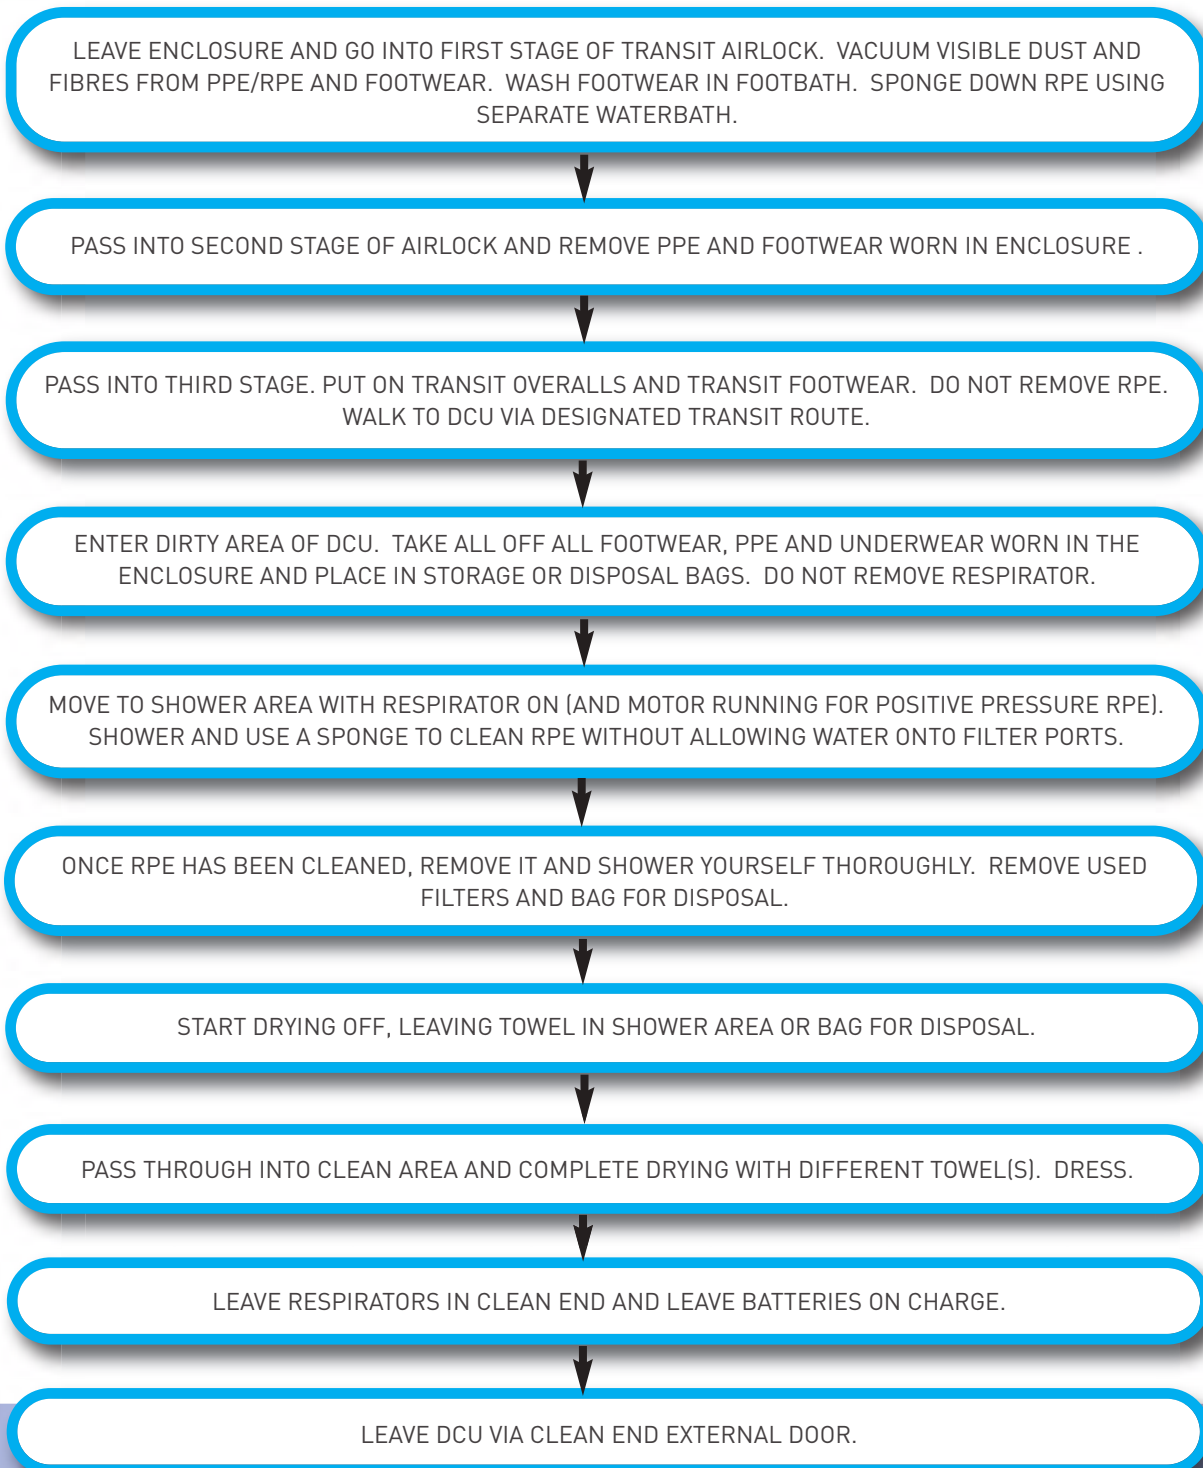 LEAVE ENCLOSURE AND GO INTO FIRST STAGE OF TRANSIT AIRLOCK. VACUUM VISIBLE DUST AND
FIBRES FROM PPE/RPE AND FOOTWEAR. WASH FOOTWEAR IN FOOTBATH. SPONGE DOWN RPE USING
SEPARATE WATERBATH.
PASS INTO SECOND STAGE OF AIRLOCK AND REMOVE PPE AND FOOTWEAR WORN IN ENCLOSURE .
PASS INTO THIRD STAGE. PUT ON TRANSIT OVERALLS AND TRANSIT FOOTWEAR. DO NOT REMOVE RPE.
WALK TO DCU VIA DESIGNATED TRANSIT ROUTE.
ENTER DIRTY AREA OF DCU. TAKE ALL OFF ALL FOOTWEAR, PPE AND UNDERWEAR WORN IN THE
ENCLOSURE AND PLACE IN STORAGE OR DISPOSAL BAGS. DO NOT REMOVE RESPIRATOR.
MOVE TO SHOWER AREA WITH RESPIRATOR ON (AND MOTOR RUNNING FOR POSITIVE PRESSURE RPE).
SHOWER AND USE A SPONGE TO CLEAN RPE WITHOUT ALLOWING WATER ONTO FILTER PORTS.
ONCE RPE HAS BEEN CLEANED, REMOVE IT AND SHOWER YOURSELF THOROUGHLY. REMOVE USED
FILTERS AND BAG FOR DISPOSAL.
START DRYING OFF, LEAVING TOWEL IN SHOWER AREA OR BAG FOR DISPOSAL.
PASS THROUGH INTO CLEAN AREA AND COMPLETE DRYING WITH DIFFERENT TOWEL(S). DRESS.
LEAVE RESPIRATORS IN CLEAN END AND LEAVE BATTERIES ON CHARGE.
LEAVE DCU VIA CLEAN END EXTERNAL DOOR.